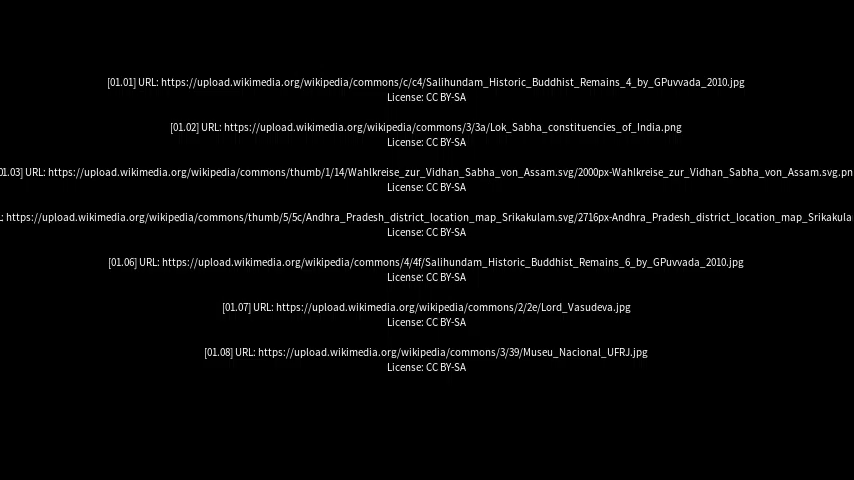 [01.01] URL: https://upload.wikimedia.org/wikipedia/commons/c/c4/Salihundam_Historic_Buddhist_Remains_4_by_GPuvvada_2010.jpg
License: CC BY-SA
[01.02] URL: https://upload.wikimedia.org/wikipedia/commons/3/3a/Lok_Sabha_constituencies_of_India.png
License: CC BY-SA
01.03] URL: https://upload.wikimedia.org/wikipedia/commons/thumb/1/14/Wahlkreise_zur_Vidhan_Sabha_von_Assam.svg/2000px-Wahlkreise_zur_Vidhan_Sabha_von_Assam.svg.pn
License: CC BY-SA
: https://upload.wikimedia.org/wikipedia/commons/thumb/5/5c/Andhra_Pradesh_district_location_map_Srikakulam.svg/2716px-Andhra_Pradesh_district_location_map_Srikakula
License: CC BY-SA
[01.06] URL: https://upload.wikimedia.org/wikipedia/commons/4/4f/Salihundam_Historic_Buddhist_Remains_6_by_GPuvvada_2010.jpg
License: CC BY-SA
[01.07] URL: https://upload.wikimedia.org/wikipedia/commons/2/2e/Lord_Vasudeva.jpg
License: CC BY-SA
[01.08] URL: https://upload.wikimedia.org/wikipedia/commons/3/39/Museu_Nacional_UFRJ.jpg
License: CC BY-SA